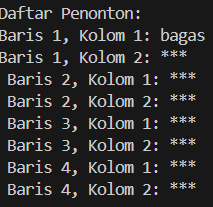 Daftar Penonton:
Baris 1, Kolom 1: bagas
Baris 1, Kolom 2: ***
Baris 2, Kolom 1: ***
Baris 2, Kolom 2: ***
Baris 3, Kolom 1: ***
Baris 3, Kolom 2: ***
Baris 4, Kolom 1: ***
Baris 4, Kolom 2: ***